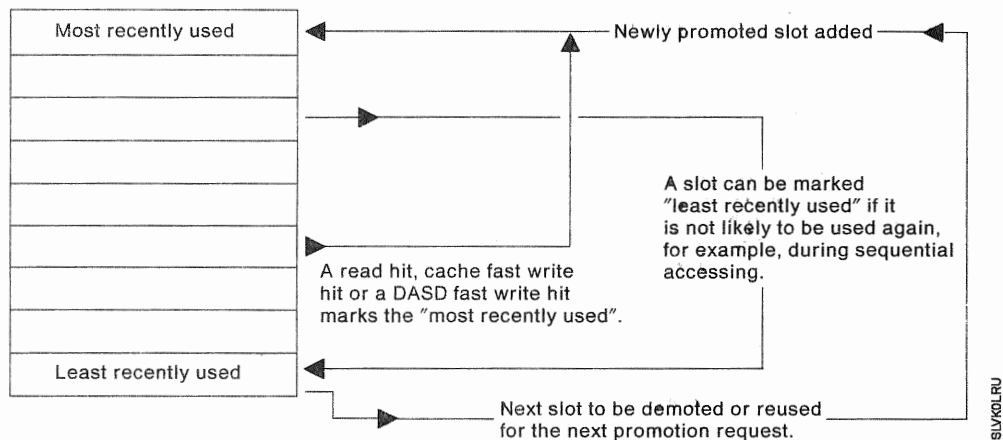 Most recently used
Newly promoted slot added
A slot can be marked
"least recently used" if it
is not likely to be used again,
for example, during sequential
accessing.
A read hit, cache fast write
hit or a DASD fast write hit
marks the "most recently used".
Least recently used
Next slot to be demoted or reused
for the next promotion request.
SLVK0LRU